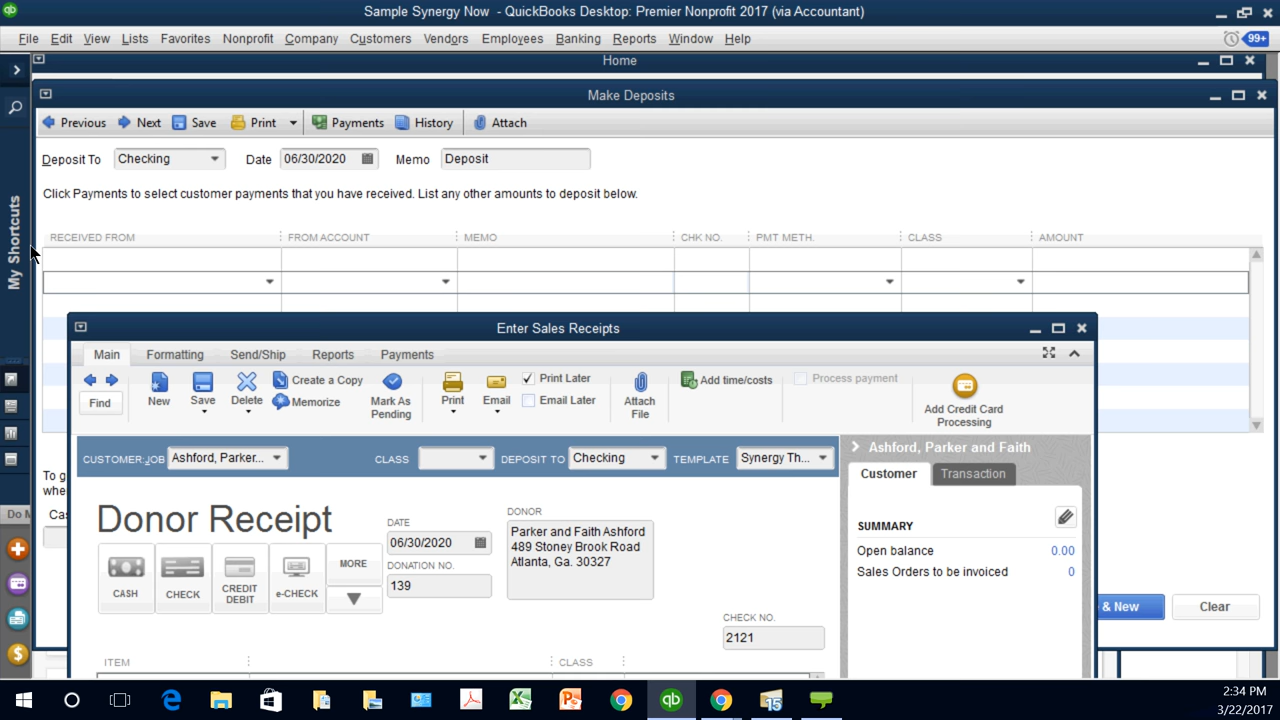 Sample Synergy Now - QuickBooks Desktop: Premier Nonprofit 2017 (via Accountant)
File Edit View Lists Favorites Nonprofit Company Customers Vendors Employees Banking Reports Window Help 99+
Home
Make Deposits
Previous Next Save Print Payments History Attach
Deposit To Checking Date 06/30/2020 Memo Deposit
Click Payments to select customer payments that you have received. List any other amounts to deposit below.
My Shortcuts
RECEIVED FROM FROM ACCOUNT MEMO CHK NO. PMT METH. CLASS AMOUNT
Enter Sales Receipts
Main Formatting Send/Ship Reports Payments
Find New Save Delete Create a Copy Memorize Mark As Pending Print Email Print Later Email Later Attach File Add time/costs Process payment Add Credit Card Processing
CUSTOMER:JOB Ashford, Parker... CLASS DEPOSIT TO Checking TEMPLATE Synergy Th...
Ashford, Parker and Faith
Customer Transaction
To g
whe
Do M
Ca
Donor Receipt
DATE
06/30/2020
DONATION NO.
139
DONOR
Parker and Faith Ashford
489 Stoney Brook Road
Atlanta, Ga. 30327
CASH CHECK CREDIT DEBIT e-CHECK MORE
CHECK NO.
2121
ITEM CLASS
SUMMARY
Open balance 0.00
Sales Orders to be invoiced 0
& New Clear
15
qb
2:34 PM
3/22/2017